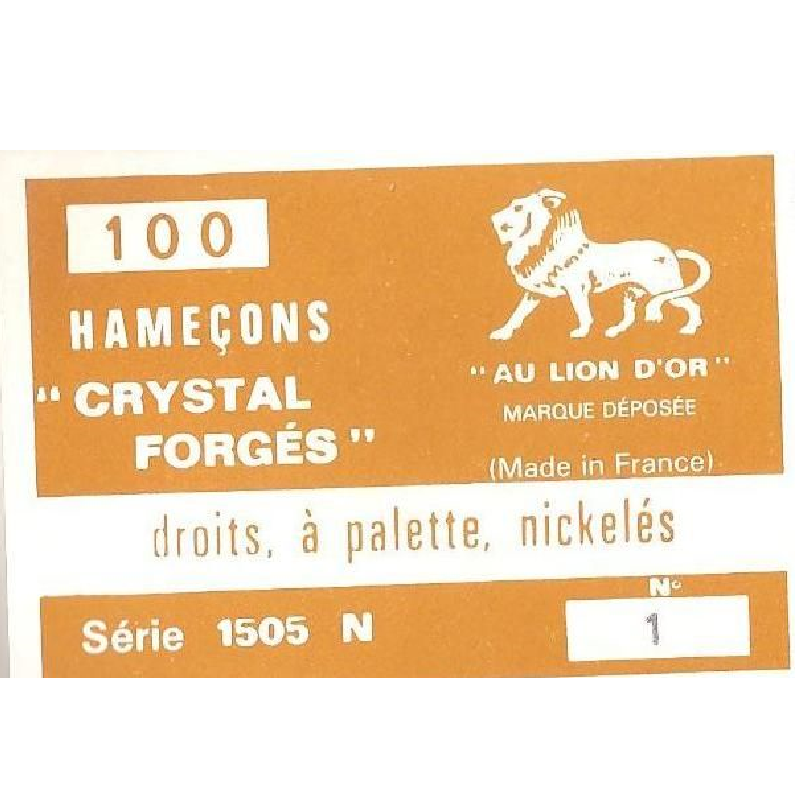 100
HAMEÇONS
" CRYSTAL
FORGÉS "
" AU LION D'OR "
MARQUE DÉPOSÉE
(Made in France)
droits, à palette, nickelés
Série 1505 N
N°
1